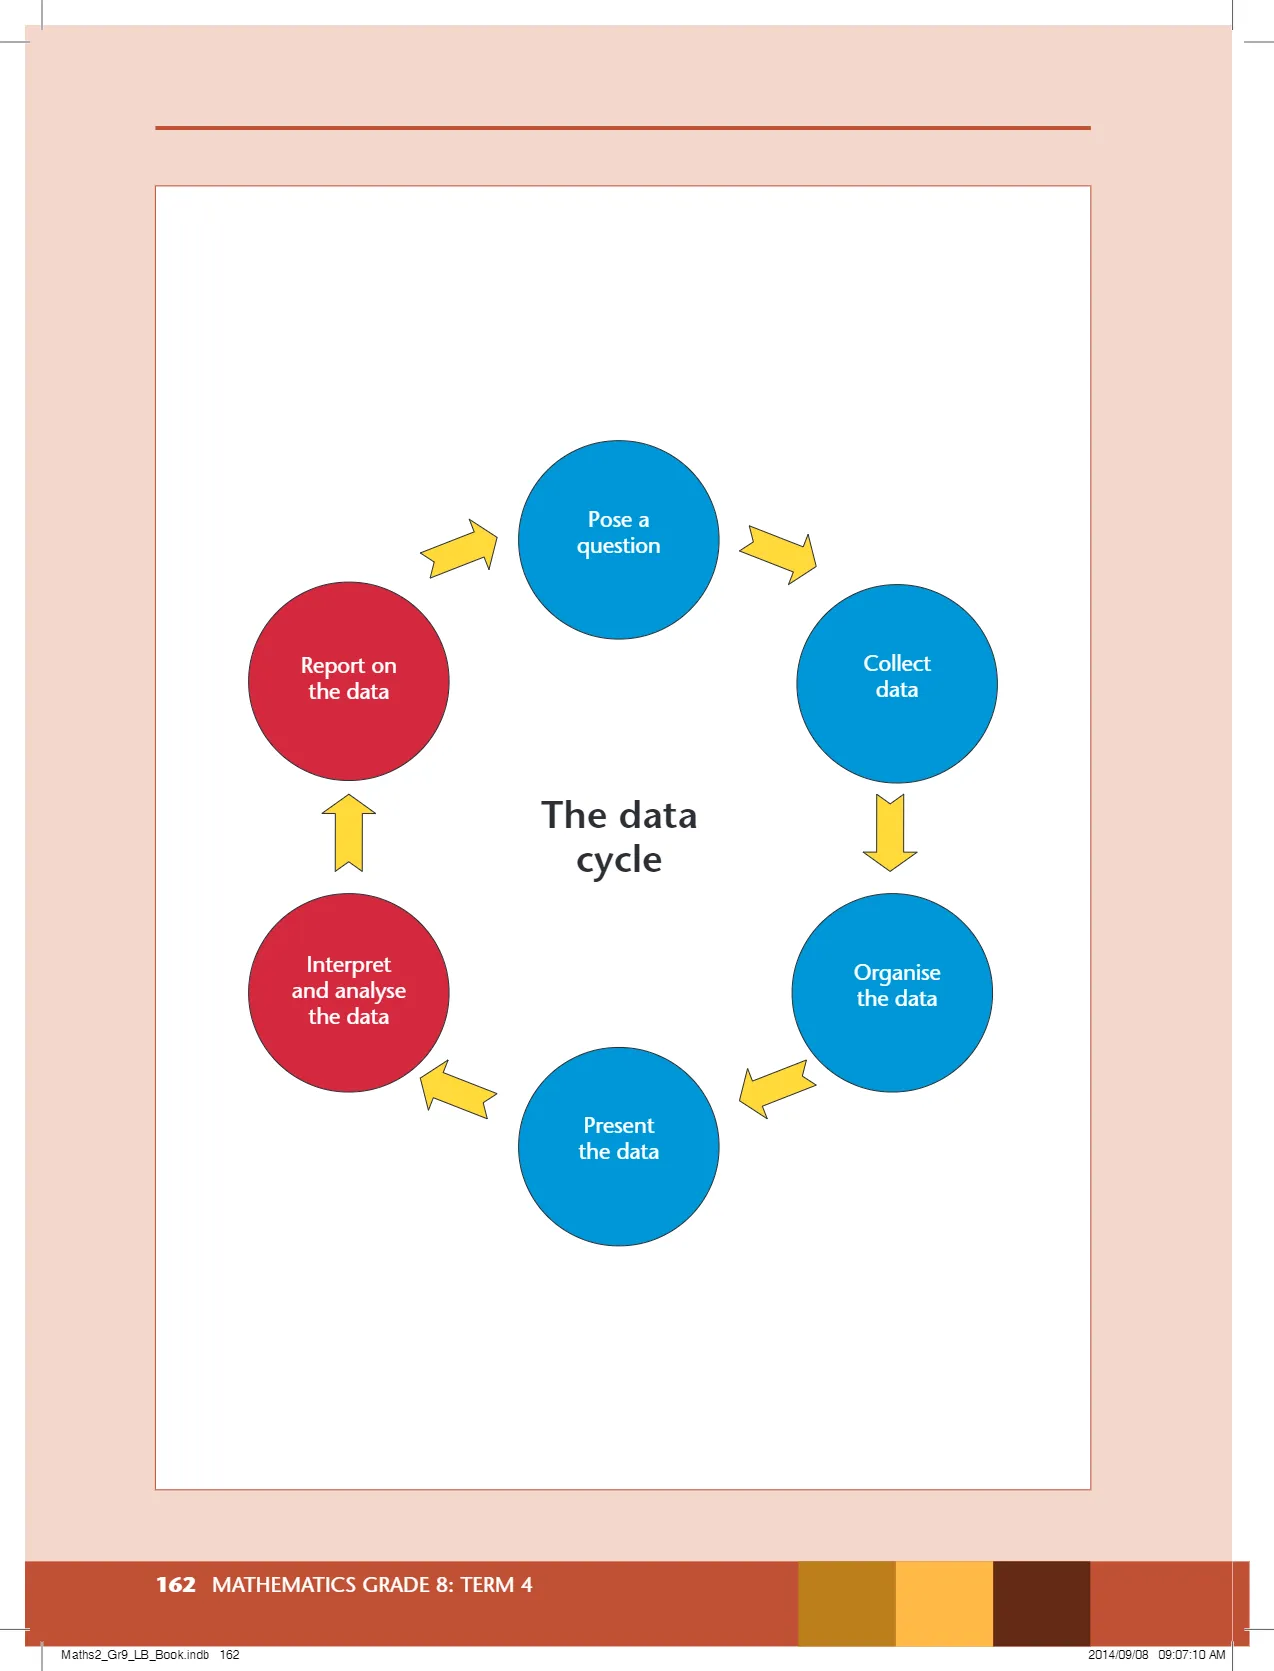 Pose a
question
Collect
data
Organise
the data
Present
the data
Interpret
and analyse
the data
Report on
the data
The data
cycle
162 MATHEMATICS GRADE 8: TERM 4
Maths2_Gr9_LB_Book.indb 162
2014/09/08 09:07:10 AM